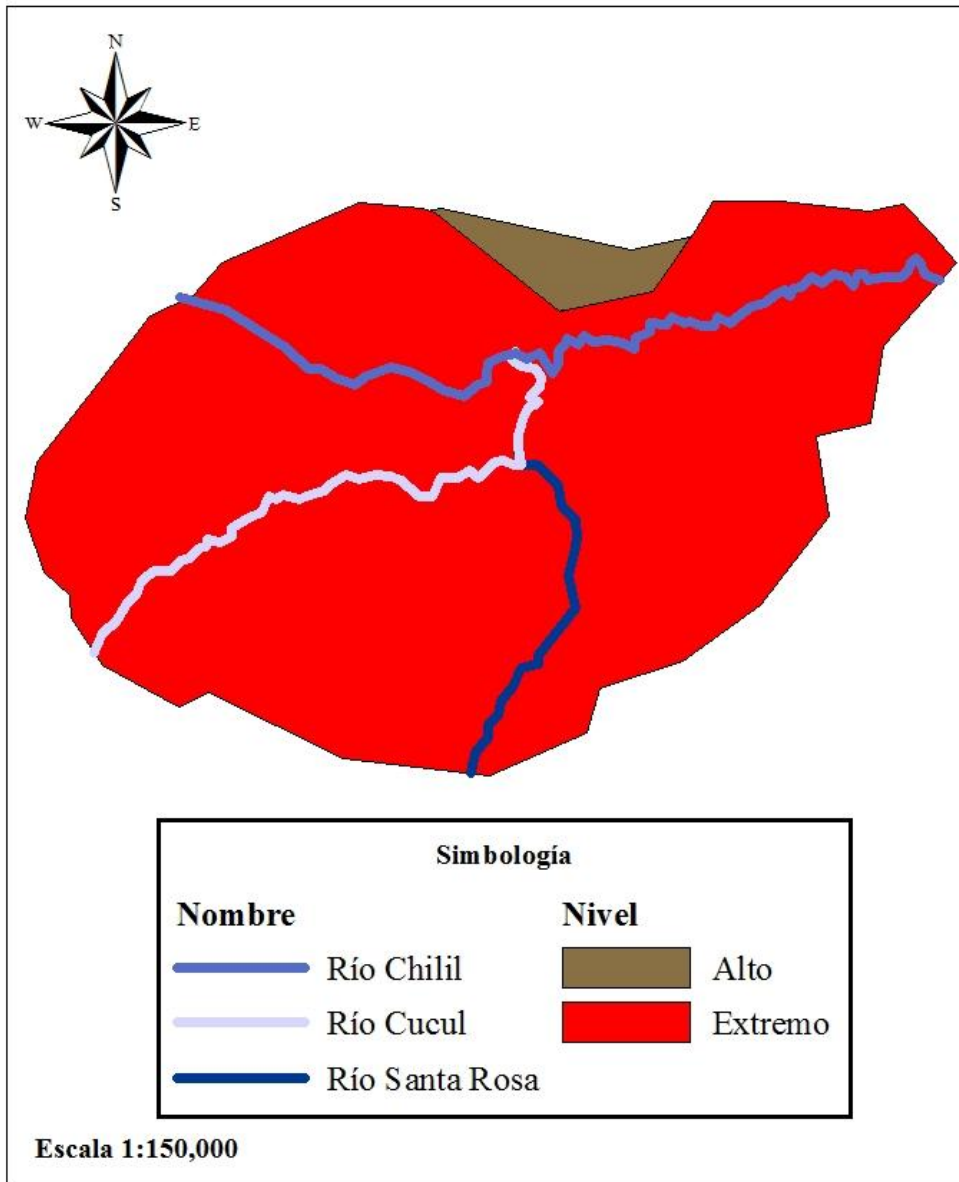 N
W E
S
Simbología
Nombre Nivel
Río Chilil Alto
Río Cucul Extremo
Río Santa Rosa
Escala 1:150,000